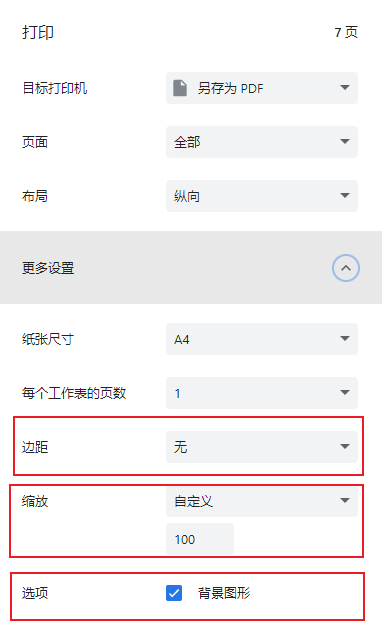 打印 7 页
目标打印机 另存为 PDF
页面 全部
布局 纵向
更多设置
纸张尺寸 A4
每个工作表的页数 1
边距 无
缩放 自定义
100
选项 背景图形